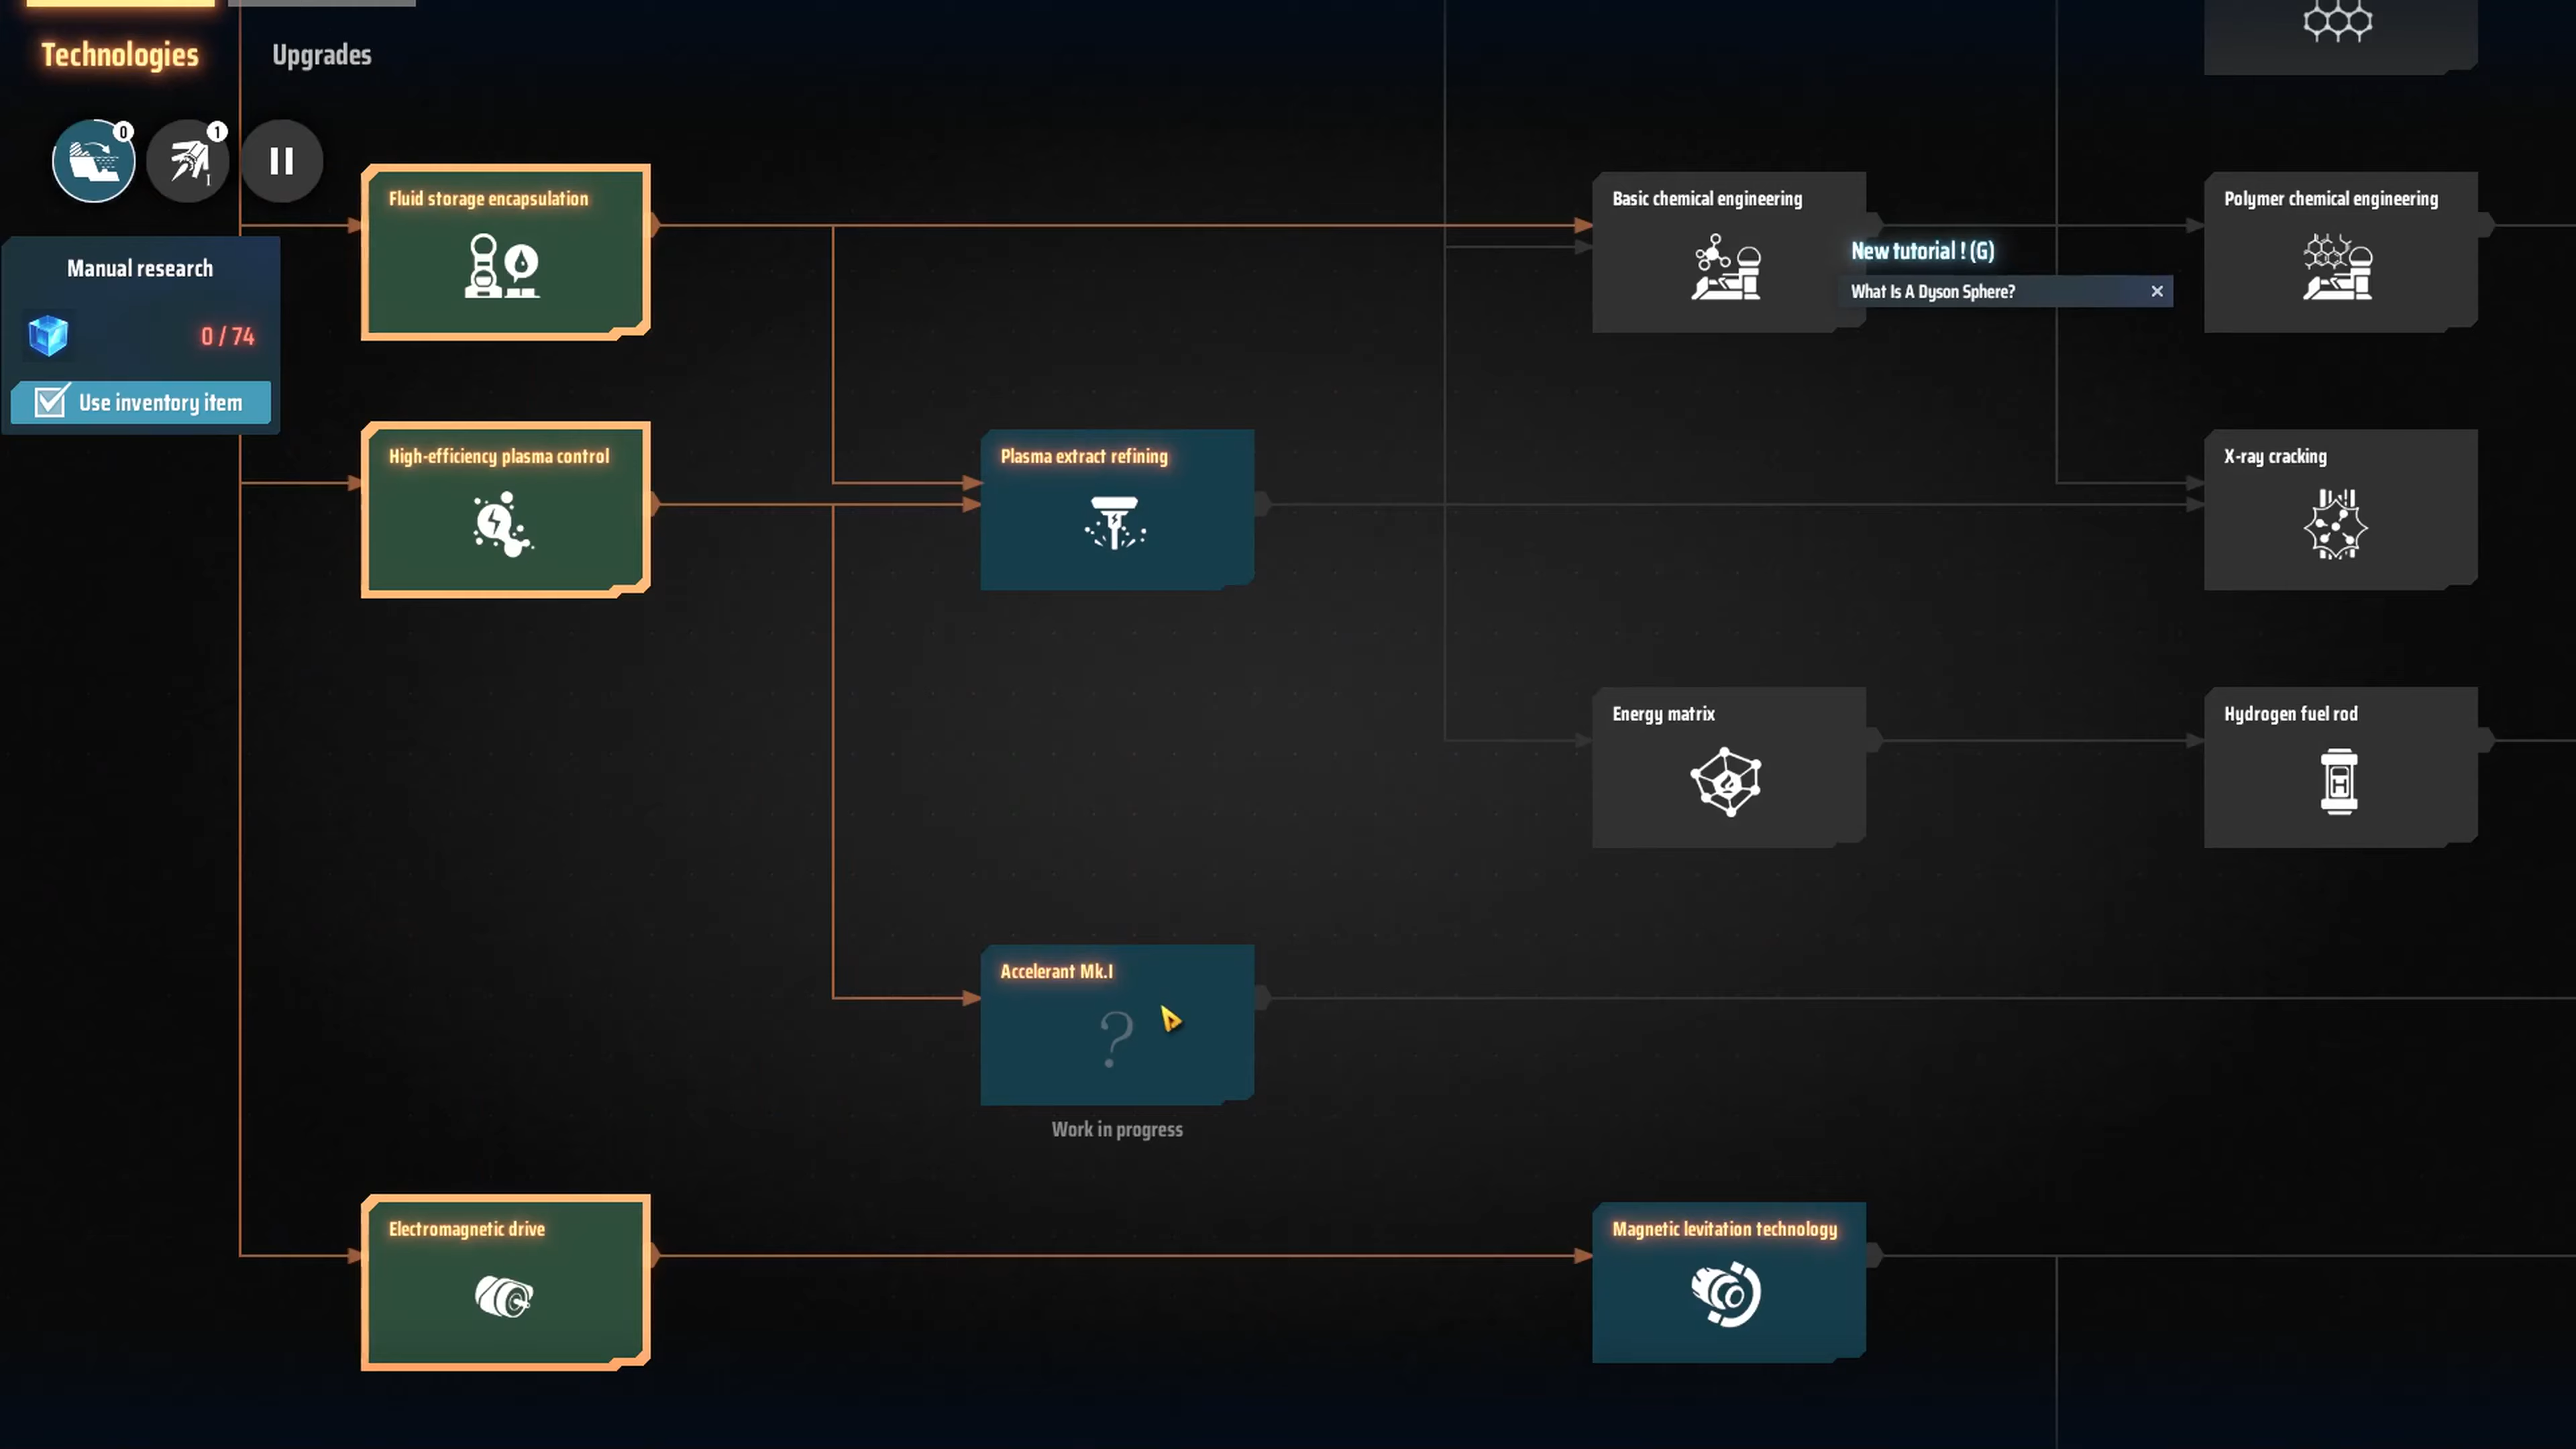 Technologies
Upgrades
0
1
I
Manual research
0 / 74
Use inventory item
Fluid storage encapsulation
Basic chemical engineering
Polymer chemical engineering
New tutorial ! (G)
What Is A Dyson Sphere?
High-efficiency plasma control
Plasma extract refining
X-ray cracking
Energy matrix
Hydrogen fuel rod
H
Accelerant Mk.I
?
Work in progress
Electromagnetic drive
Magnetic levitation technology